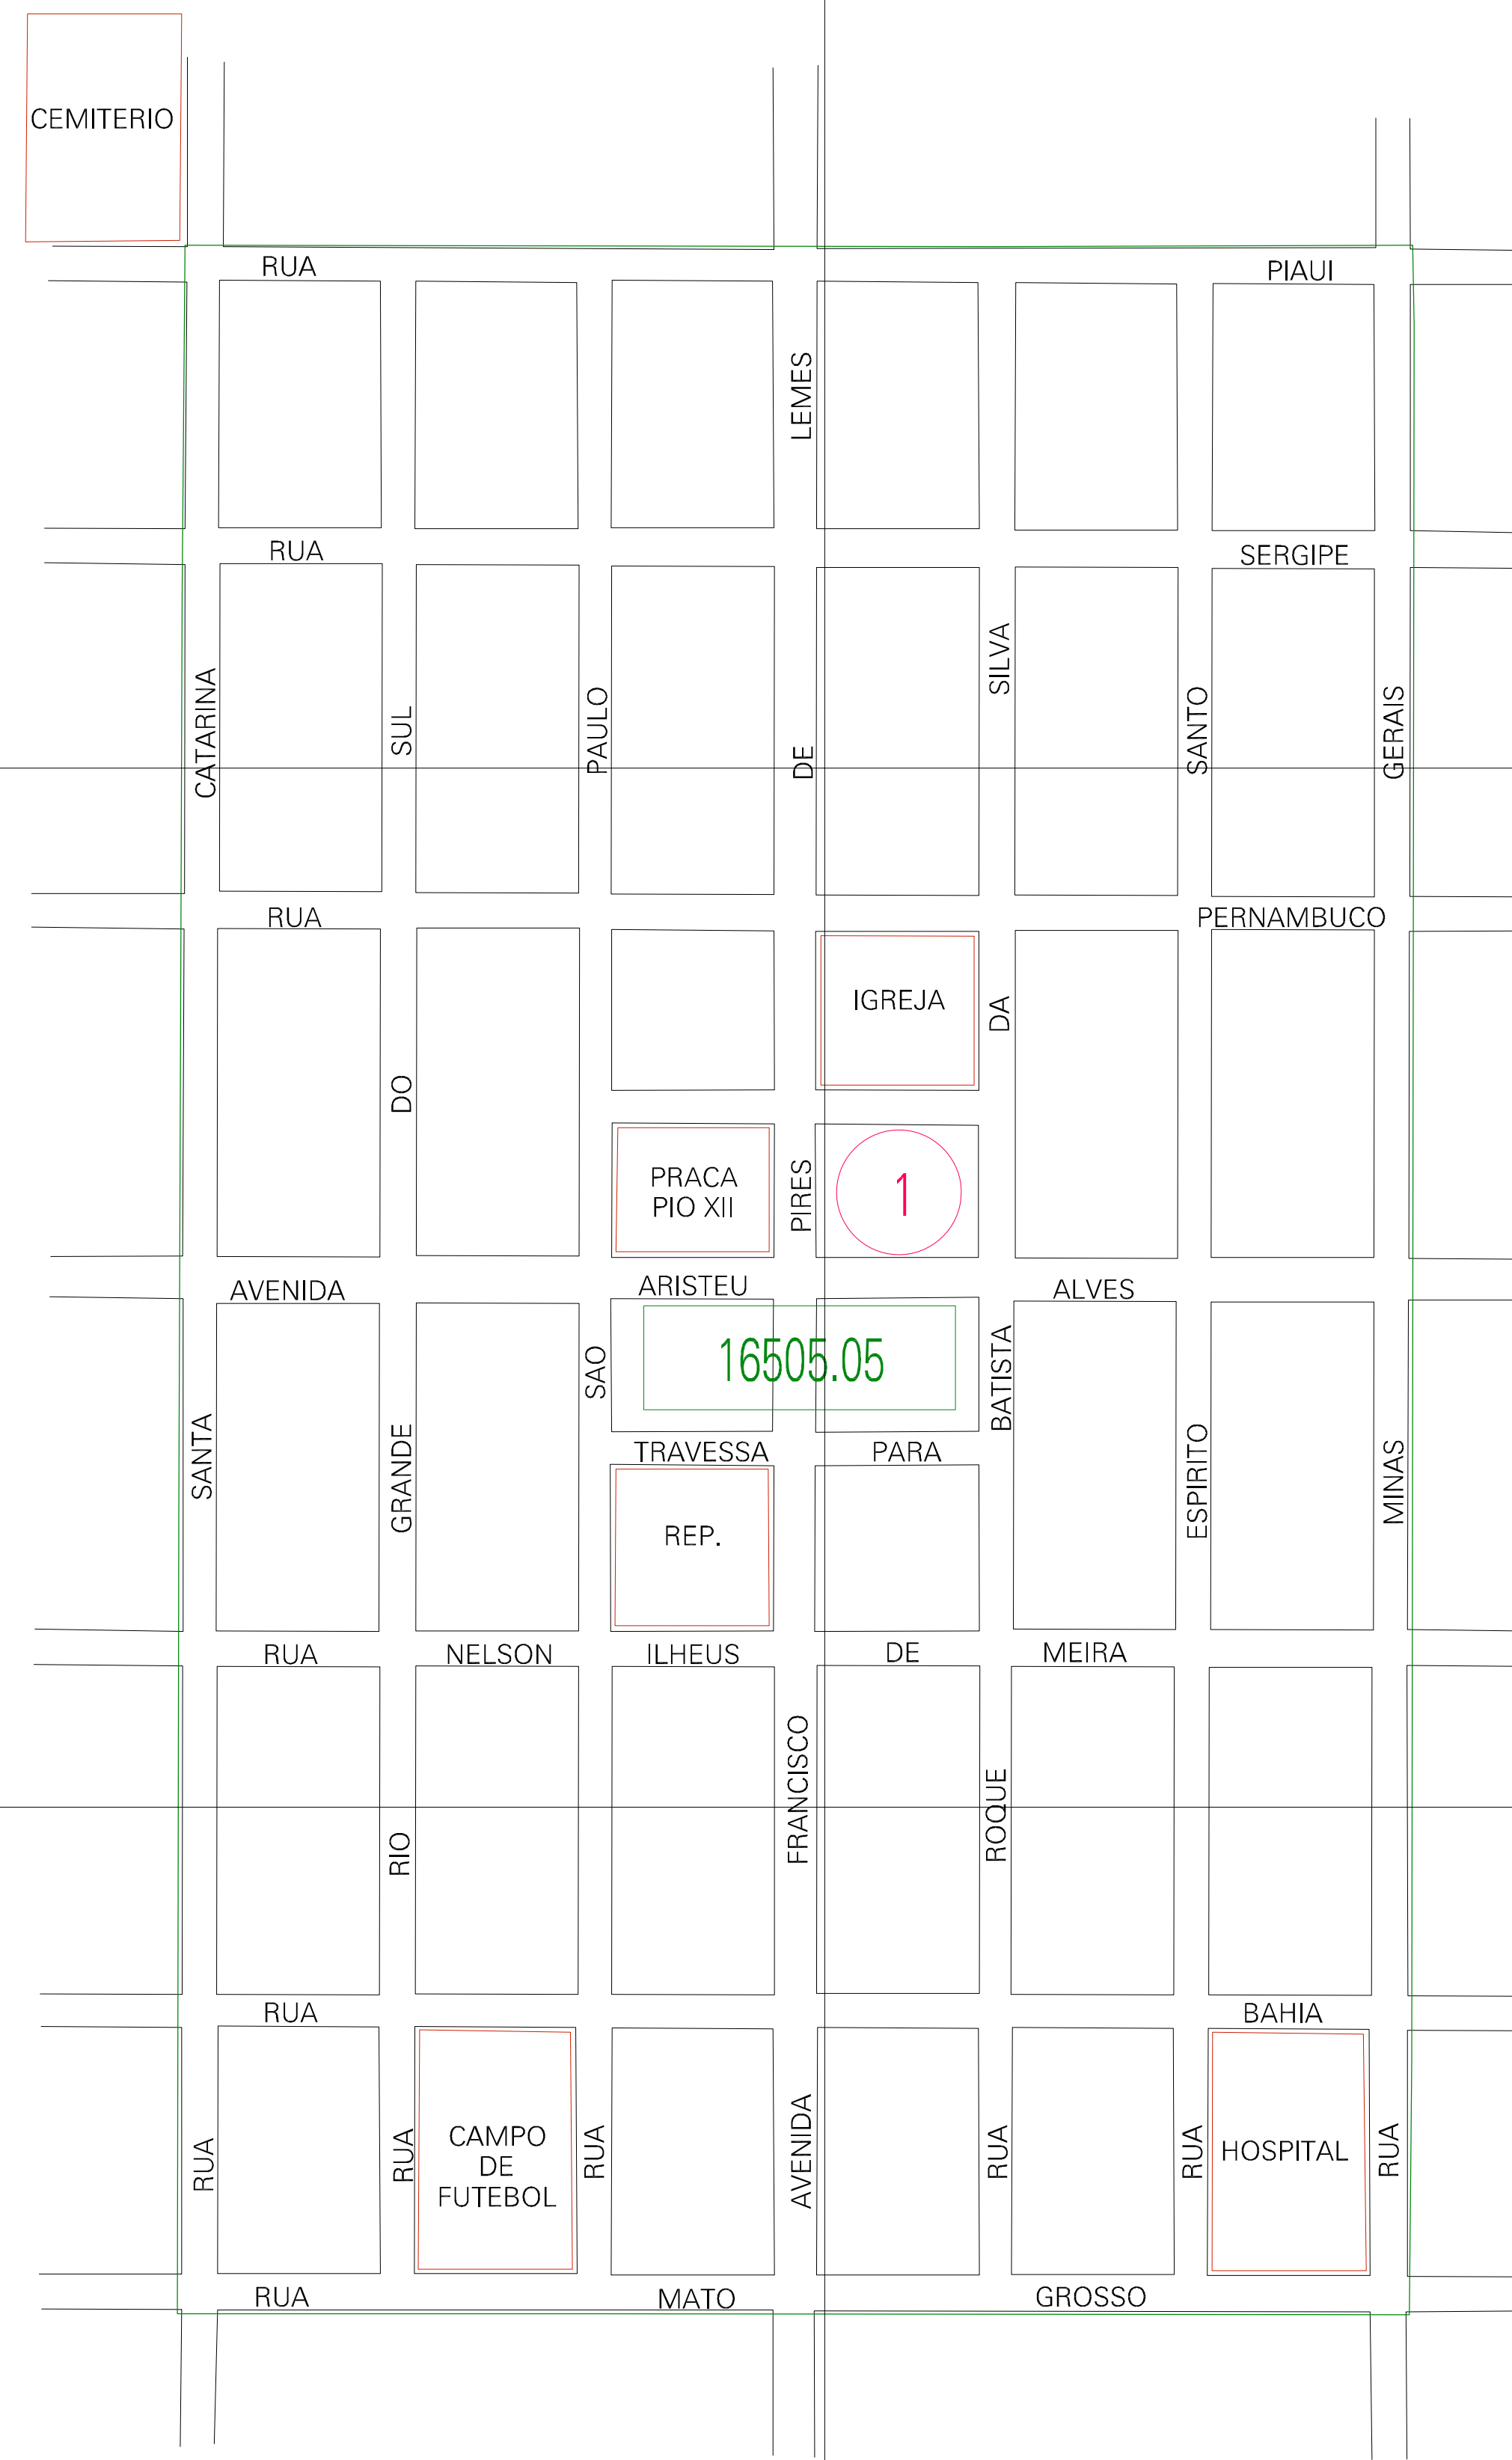 CEMITERIO
RUA PIAUI
LEMES
RUA SERGIPE
CATARINA
SUL
PAULO
DE
SILVA
SANTO
GERAIS
RUA PERNAMBUCO
IGREJA
DA
DO
PRACA
PIO XII
PIRES
1
AVENIDA ARISTEU ALVES
16505.05
SAO
BATISTA
SANTA
GRANDE
TRAVESSA PARA
ESPIRITO
MINAS
REP.
RUA NELSON ILHEUS DE MEIRA
FRANCISCO
ROQUE
RIO
RUA BAHIA
RUA
RUA
CAMPO
DE
FUTEBOL
RUA
AVENIDA
RUA
RUA
HOSPITAL
RUA
RUA MATO GROSSO